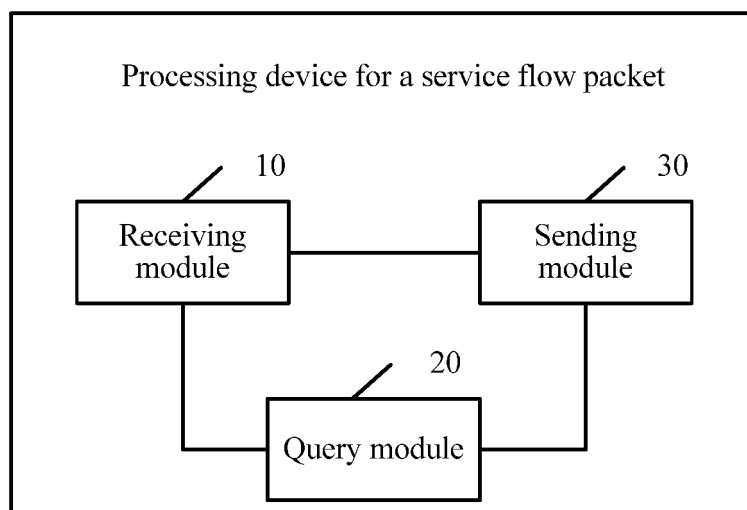 Processing device for a service flow packet
10
30
Receiving
module
Sending
module
20
Query module